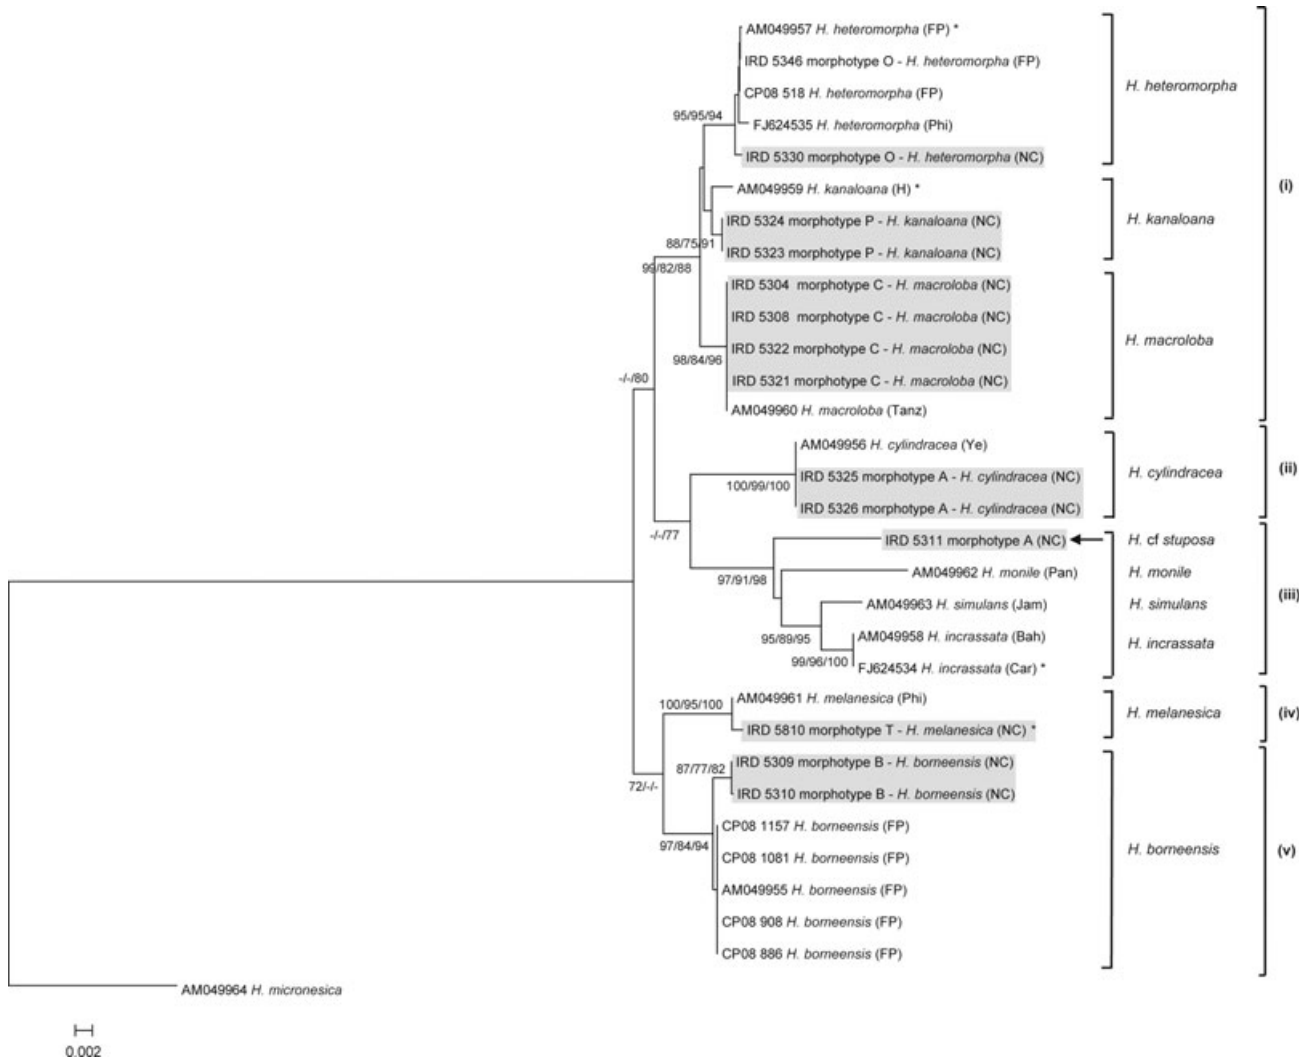 AM049957 H. heteromorpha (FP) *
IRD 5346 morphotype O - H. heteromorpha (FP)
H. heteromorpha
CP08 518 H. heteromorpha (FP)
95/95/94
FJ624535 H. heteromorpha (Phi)
IRD 5330 morphotype O - H. heteromorpha (NC)
(i)
AM049959 H. kanaloana (H) *
IRD 5324 morphotype P - H. kanaloana (NC)
H. kanaloana
88/75/91
IRD 5323 morphotype P - H. kanaloana (NC)
99/82/88
IRD 5304 morphotype C - H. macroloba (NC)
IRD 5308 morphotype C - H. macroloba (NC)
H. macroloba
IRD 5322 morphotype C - H. macroloba (NC)
98/84/96
-/-/80
IRD 5321 morphotype C - H. macroloba (NC)
AM049960 H. macroloba (Tanz)
AM049956 H. cylindracea (Ye)
H. cylindracea
(ii)
IRD 5325 morphotype A - H. cylindracea (NC)
100/99/100
IRD 5326 morphotype A - H. cylindracea (NC)
-/-/77
IRD 5311 morphotype A (NC)
H. cf stuposa
97/91/98
AM049962 H. monile (Pan)
H. monile
(iii)
AM049963 H. simulans (Jam)
H. simulans
95/89/95
AM049958 H. incrassata (Bah)
H. incrassata
99/96/100
FJ624534 H. incrassata (Car) *
AM049961 H. melanesica (Phi)
100/95/100
H. melanesica
(iv)
IRD 5810 morphotype T - H. melanesica (NC) *
IRD 5309 morphotype B - H. borneensis (NC)
87/77/82
72/-/-
IRD 5310 morphotype B - H. borneensis (NC)
CP08 1157 H. borneensis (FP)
97/84/94
H. borneensis
(v)
CP08 1081 H. borneensis (FP)
AM049955 H. borneensis (FP)
CP08 908 H. borneensis (FP)
CP08 886 H. borneensis (FP)
AM049964 H. micronesica
0.002